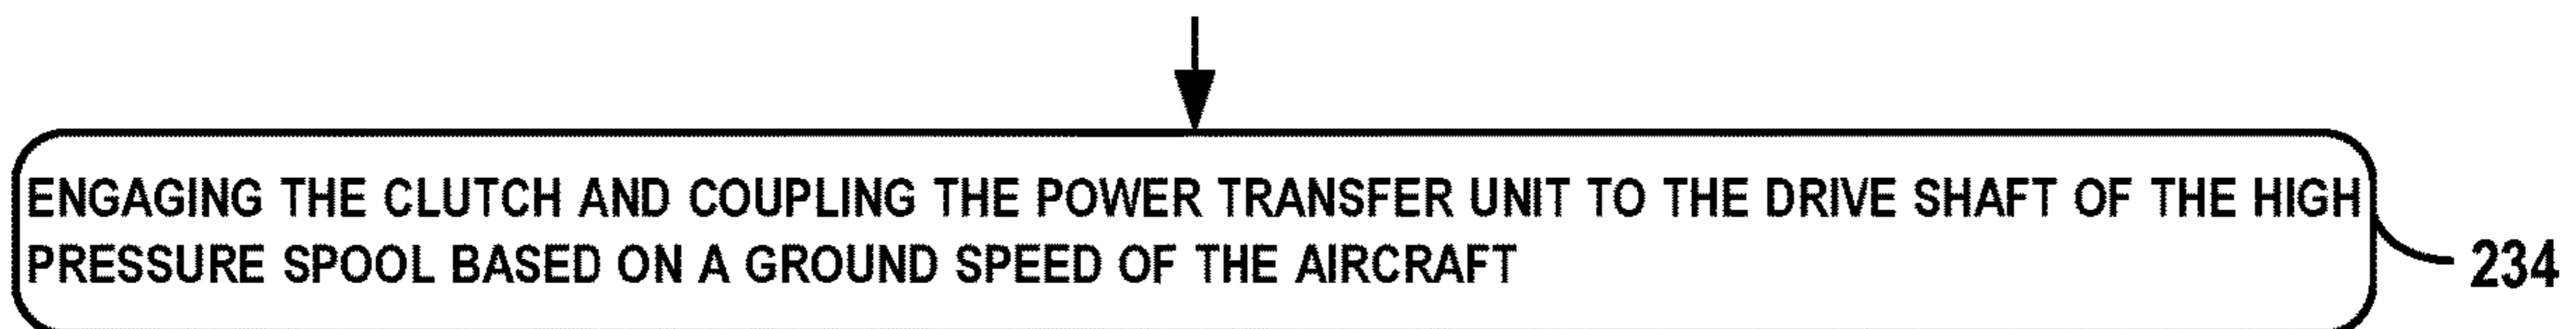 ENGAGING THE CLUTCH AND COUPLING THE POWER TRANSFER UNIT TO THE DRIVE SHAFT OF THE HIGH
PRESSURE SPOOL BASED ON A GROUND SPEED OF THE AIRCRAFT
234